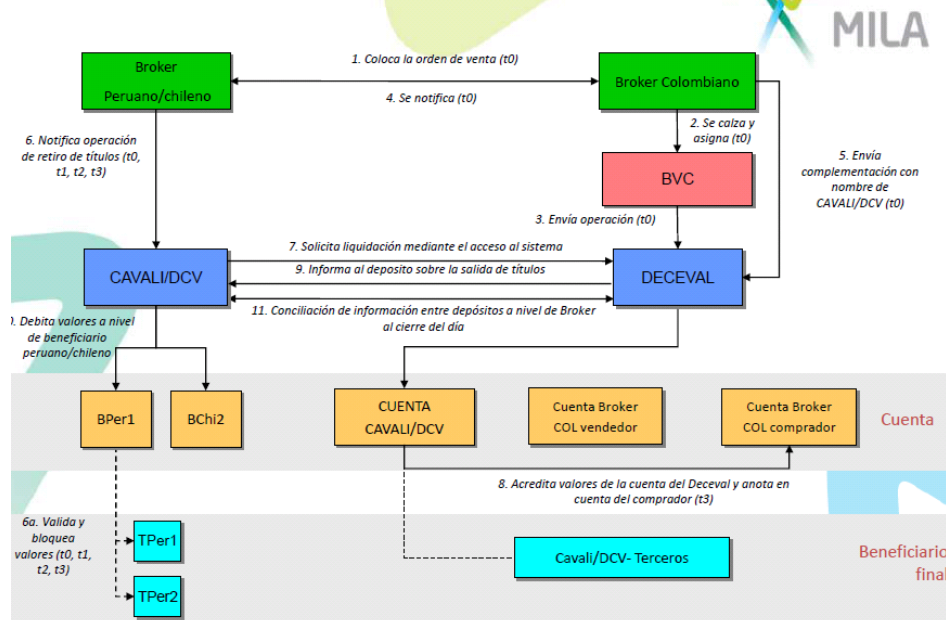 MILA
Broker
Peruano/chileno
1. Coloca la orden de venta (t0)
4. Se notifica (t0)
Broker Colombiano
6. Notifica operación
de retiro de títulos (t0,
t1, t2, t3)
2. Se calza y
asigna (t0)
BVC
5. Envía
complementación con
nombre de
CAVALI/DCV (t0)
3. Envía operación (t0)
CAVALI/DCV
7. Solicita liquidación mediante el acceso al sistema
9. Informa al deposito sobre la salida de títulos
11. Conciliación de información entre depósitos a nivel de Broker
al cierre del día
DECEVAL
). Debita valores a nivel
de beneficiario
peruano/chileno
BPer1
BChi2
CUENTA
CAVALI/DCV
Cuenta Broker
COL vendedor
Cuenta Broker
COL comprador
Cuenta
8. Acredita valores de la cuenta del Deceval y anota en
cuenta del comprador (t3)
6a. Valida y
bloquea
valores (t0, t1,
t2, t3)
TPer1
TPer2
Cavali/DCV- Terceros
Beneficiario
final